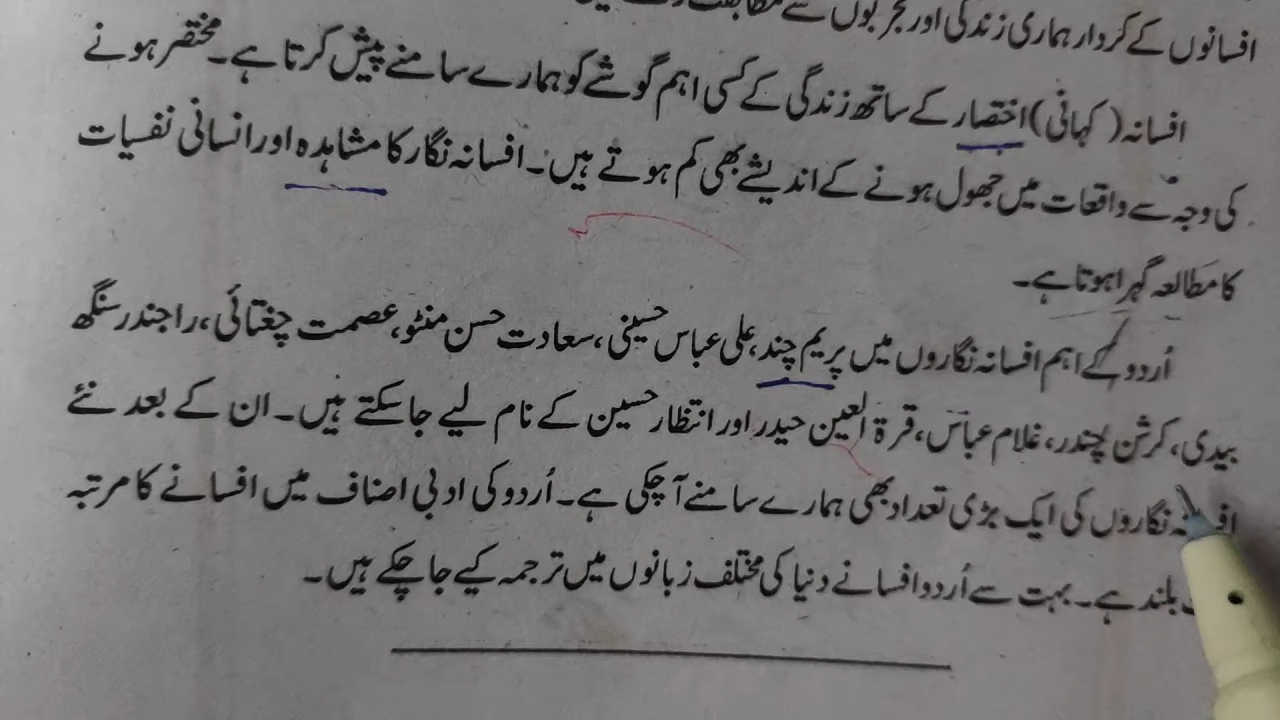 افسانوں کے کردار ہماری زندگی اور تجربوں سے مطابقت
افسانہ (کہانی) اختصار کے ساتھ زندگی کے کسی اہم گوشے کو ہمارے سامنے پیش کرتا ہے۔ مختصر ہونے
کی وجہ سے واقعات میں جھول ہونے کے اندیشے بھی کم ہوتے ہیں۔ افسانہ نگار کا مشاہدہ اور انسانی نفسیات
کا مطالعہ گہرا ہوتا ہے۔
اُردو کے اہم افسانہ نگاروں میں پریم چند، علی عباس حسینی، سعادت حسن منٹو، عصمت چغتائی، راجندر سنگھ
بیدی، کرشن چندر، غلام عباس، قرۃ العین حیدر اور انتظار حسین کے نام لیے جاسکتے ہیں۔ ان کے بعد نئے
نگاروں کی ایک بڑی تعداد بھی ہمارے سامنے آچکی ہے۔ اُردو کی ادبی اصناف میں افسانے کا مرتبہ
بلند ہے۔ بہت سے اُردو افسانے دنیا کی مختلف زبانوں میں ترجمہ کیے جاچکے ہیں۔